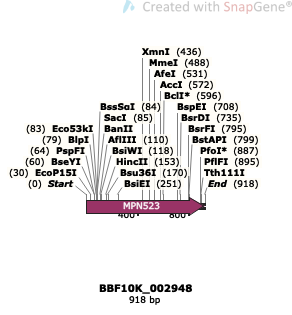 Created with SnapGene®
XmnI (436)
MmeI (488)
AfeI (531)
AccI (572)
BclI* (596)
BssSαI (84) BspEI (708)
SacI (85) BsrDI (735)
(83) Eco53kI BanII BsrFI (795)
(79) BlpI AflIII (110) BstAPI (799)
(64) PspFI BsiWI (118) PfoI* (887)
(60) BseYI HincII (153) PflFI (895)
(30) EcoP15I Bsu36I (170) Tth111I
(0) Start BsiEI (251) End (918)
MPN523
400 800
BBF10K_002948
918 bp